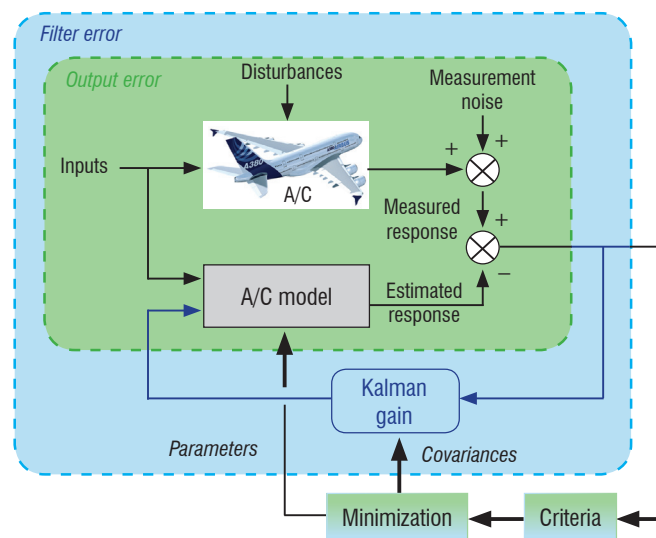 Filter error
Output error
Disturbances
Measurement
noise
+
+
Inputs
A380
A/C
Measured
response
+
−
A/C model
Estimated
response
Kalman
gain
Parameters
Covariances
Minimization
Criteria